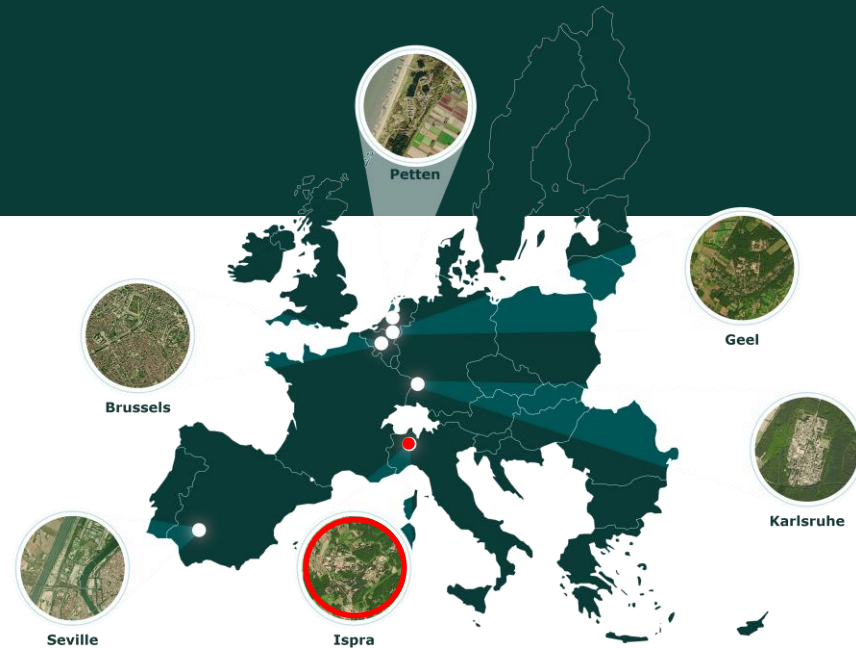 Petten
Geel
Brussels
Karlsruhe
Seville
Ispra